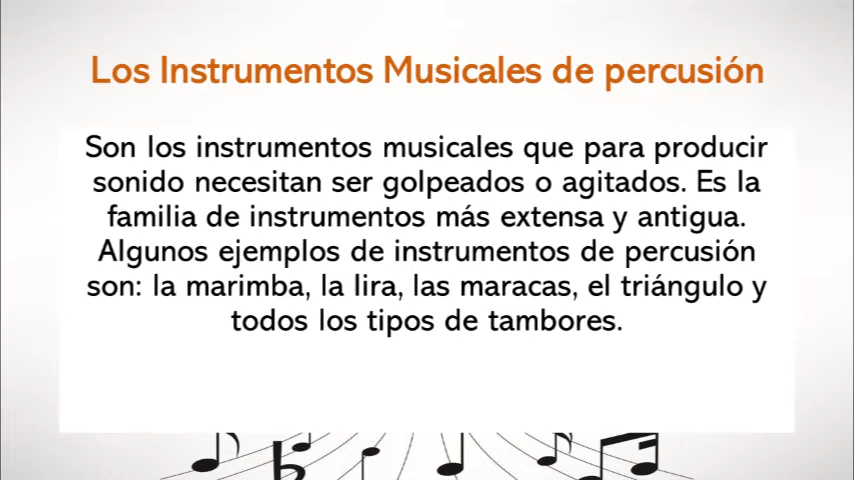 Los Instrumentos Musicales de percusión
Son los instrumentos musicales que para producir
sonido necesitan ser golpeados o agitados. Es la
familia de instrumentos más extensa y antigua.
Algunos ejemplos de instrumentos de percusión
son: la marimba, la lira, las maracas, el triángulo y
todos los tipos de tambores.